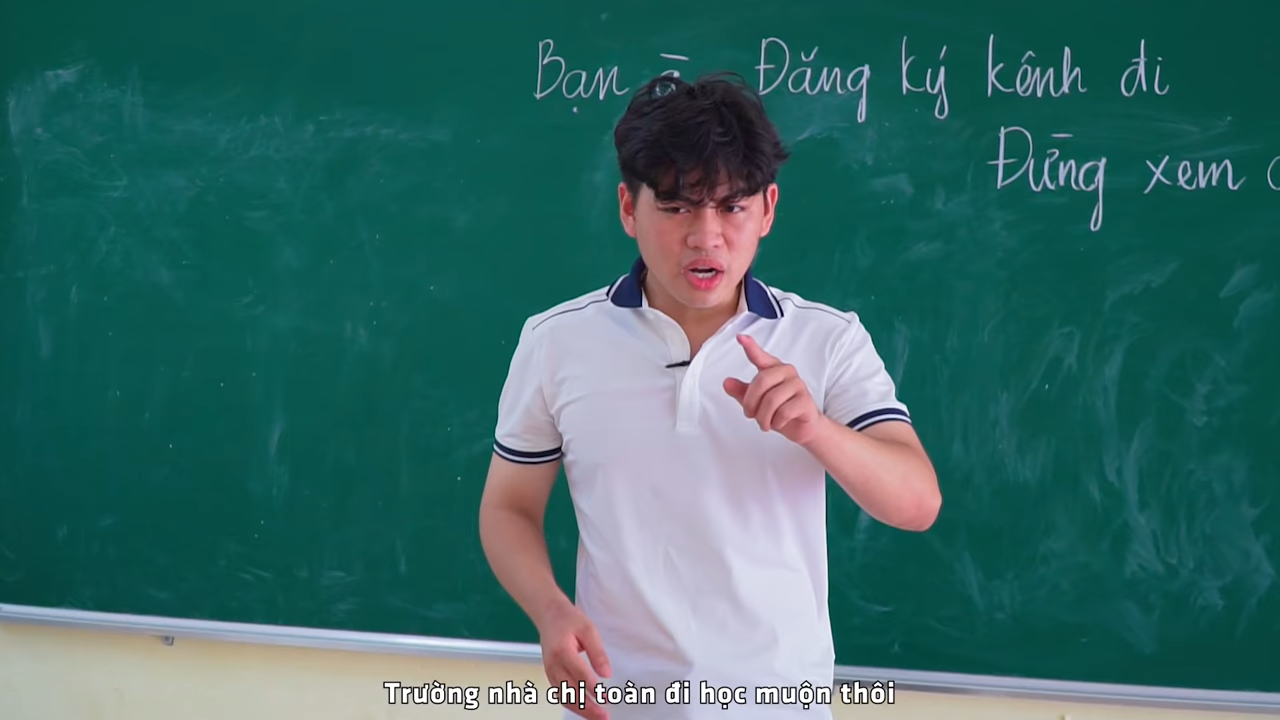 Bạn ā Đăng ký kênh đi
Đừng xem
Trường nhà chị toàn đi học muộn thôi